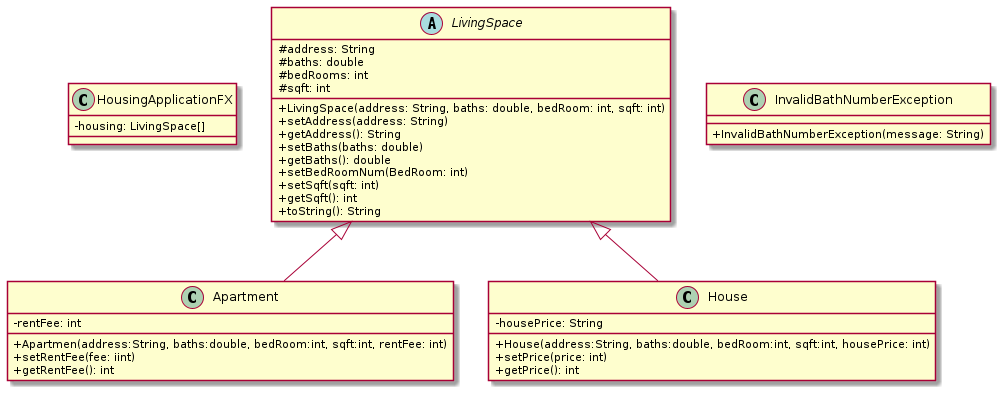 A LivingSpace
#address: String
#baths: double
#bedRooms: int
#sqft: int
+LivingSpace(address: String, baths: double, bedRoom: int, sqft: int)
+setAddress(address: String)
+getAddress(): String
+setBaths(baths: double)
+getBaths(): double
+setBedRoomNum(BedRoom: int)
+setSqft(sqft: int)
+getSqft(): int
+toString(): String
C HousingApplicationFX
-housing: LivingSpace[]
C InvalidBathNumberException
+InvalidBathNumberException(message: String)
C Apartment
-rentFee: int
+Apartmen(address:String, baths:double, bedRoom:int, sqft:int, rentFee: int)
+setRentFee(fee: iint)
+getRentFee(): int
C House
-housePrice: String
+House(address:String, baths:double, bedRoom:int, sqft:int, housePrice: int)
+setPrice(price: int)
+getPrice(): int